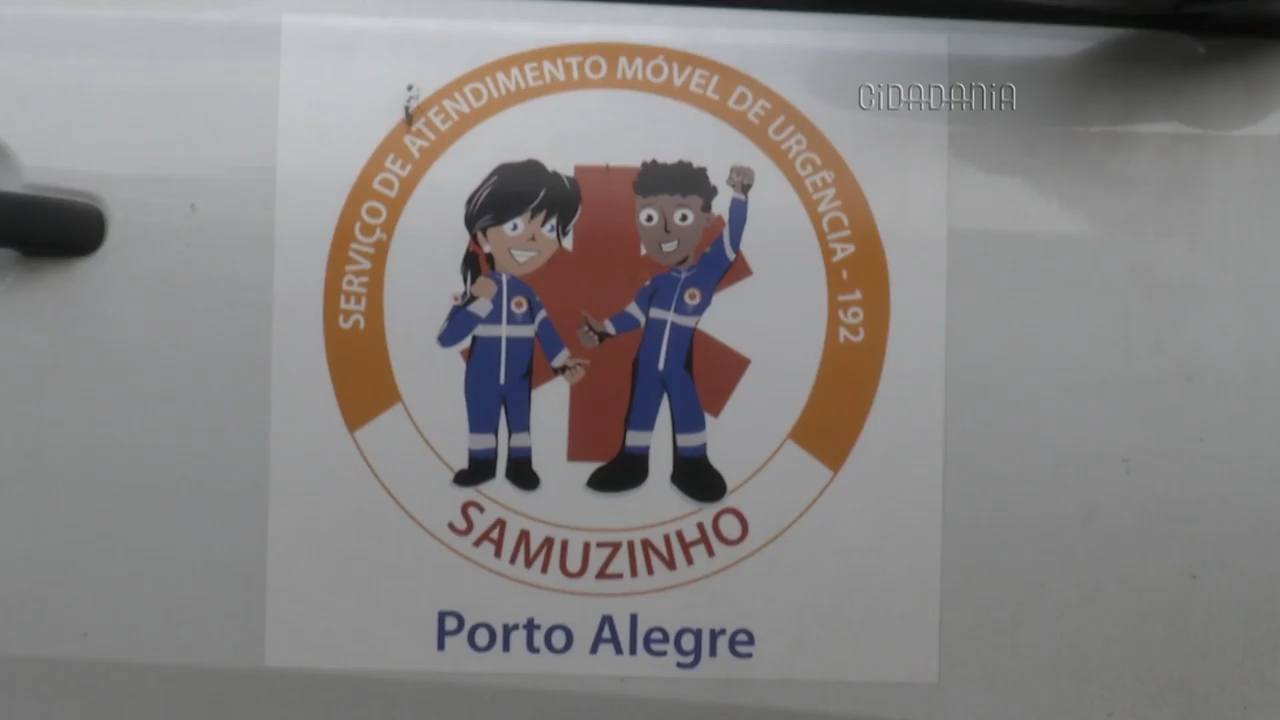 SERVIÇO DE ATENDIMENTO MÓVEL DE URGÊNCIA - 192
CiDADANiA
SAMUZINHO
Porto Alegre